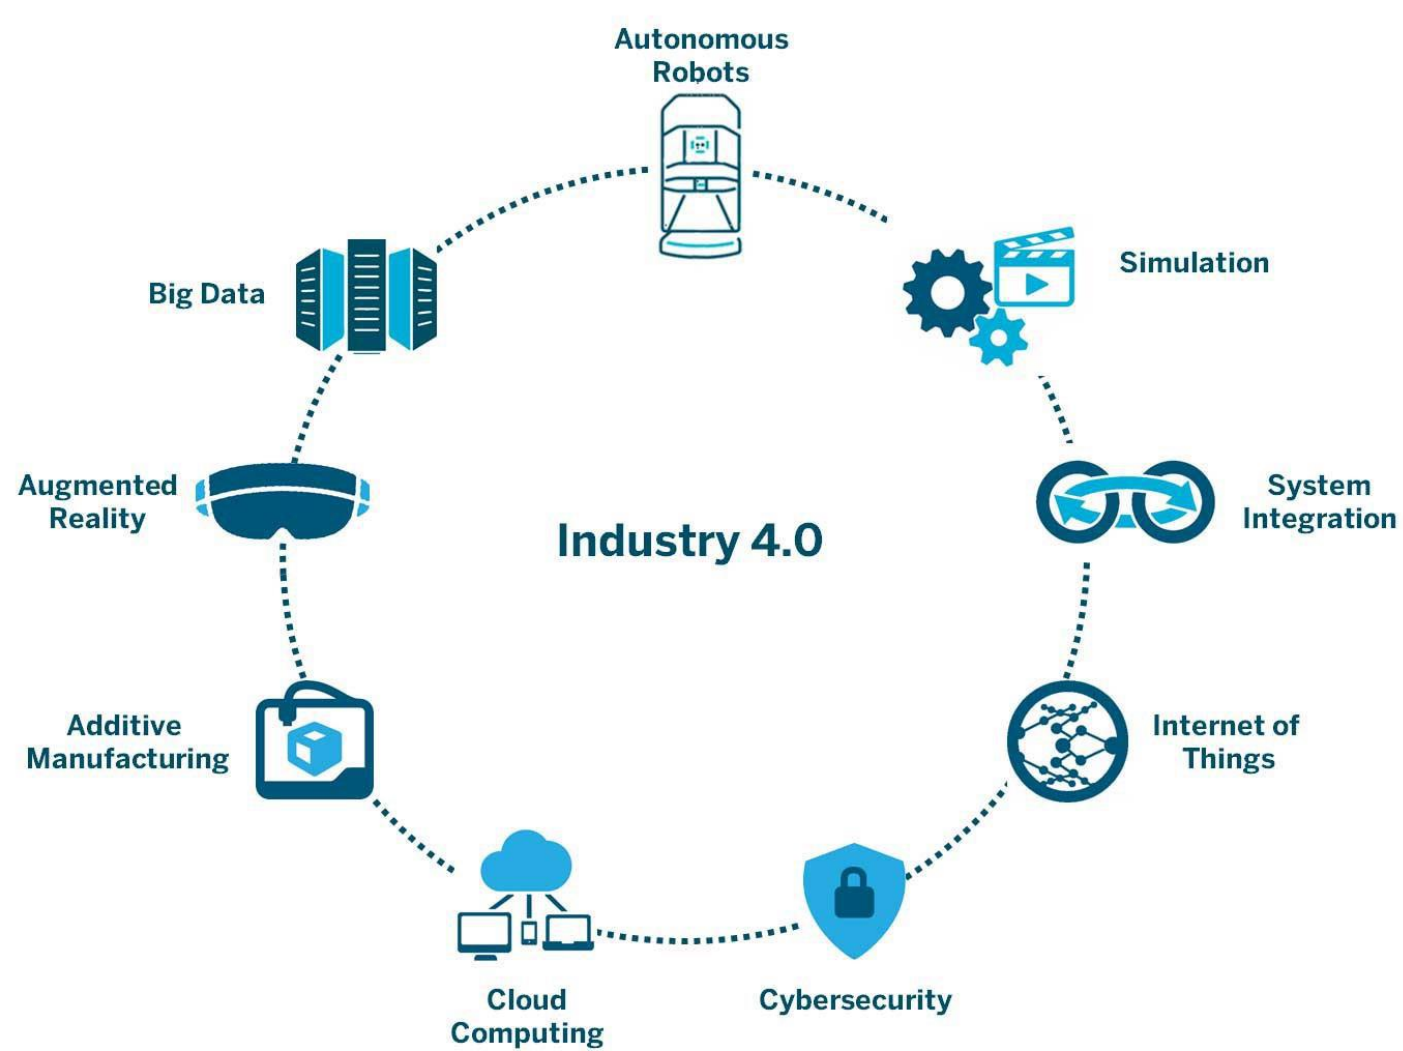 Autonomous
Robots
Simulation
System
Integration
Internet of
Things
Cybersecurity
Cloud
Computing
Additive
Manufacturing
Augmented
Reality
Big Data
Industry 4.0